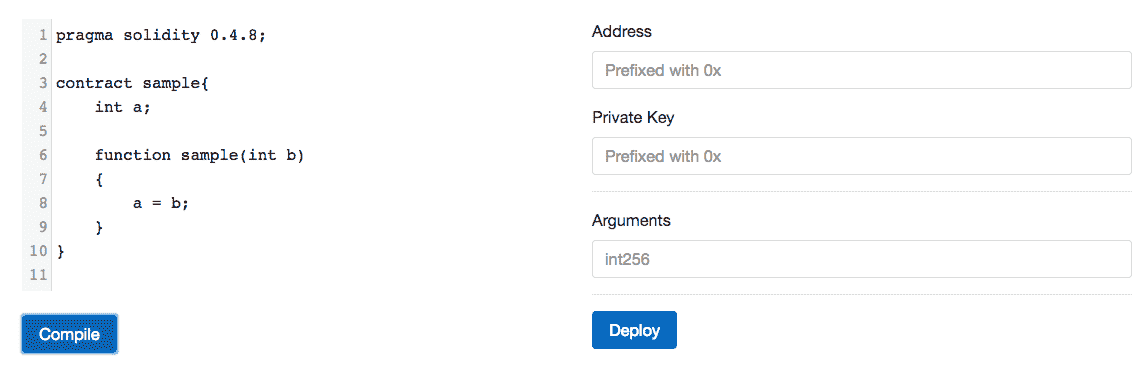 1 pragma solidity 0.4.8;
2
3 contract sample{
4     int a;
5
6     function sample(int b)
7     {
8         a = b;
9     }
10 }
11
Compile
Address
Prefixed with 0x
Private Key
Prefixed with 0x
Arguments
int256
Deploy